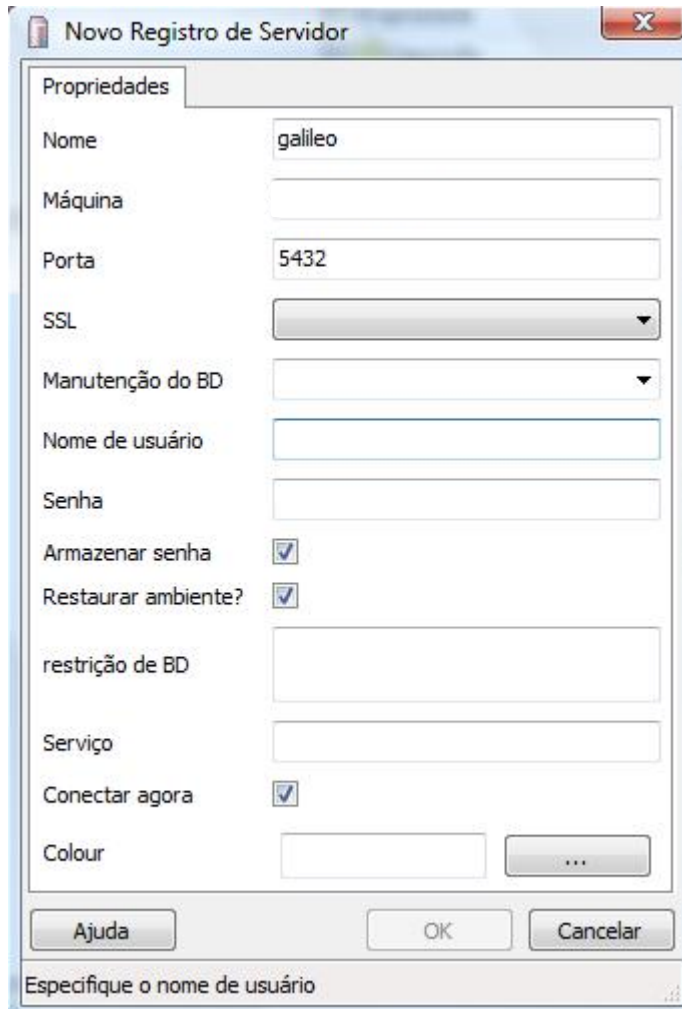 Novo Registro de Servidor
Propriedades
Nome galileo
Máquina
Porta 5432
SSL
Manutenção do BD
Nome de usuário
Senha
Armazenar senha
Restaurar ambiente?
restrição de BD
Serviço
Conectar agora
Colour ...
Ajuda OK Cancelar
Especifique o nome de usuário